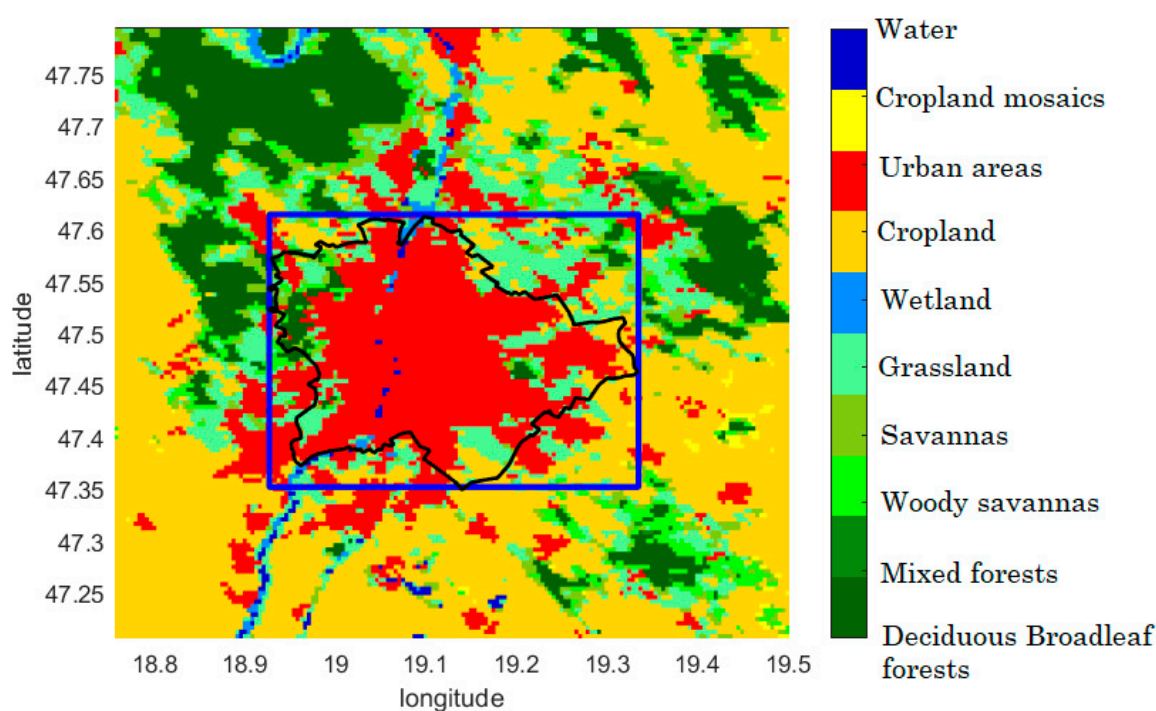 47.75
47.7
47.65
47.6
47.55
47.5
47.45
47.4
47.35
47.3
47.25
latitude
18.8 18.9 19 19.1 19.2 19.3 19.4 19.5
longitude
Water
Cropland mosaics
Urban areas
Cropland
Wetland
Grassland
Savannas
Woody savannas
Mixed forests
Deciduous Broadleaf
forests